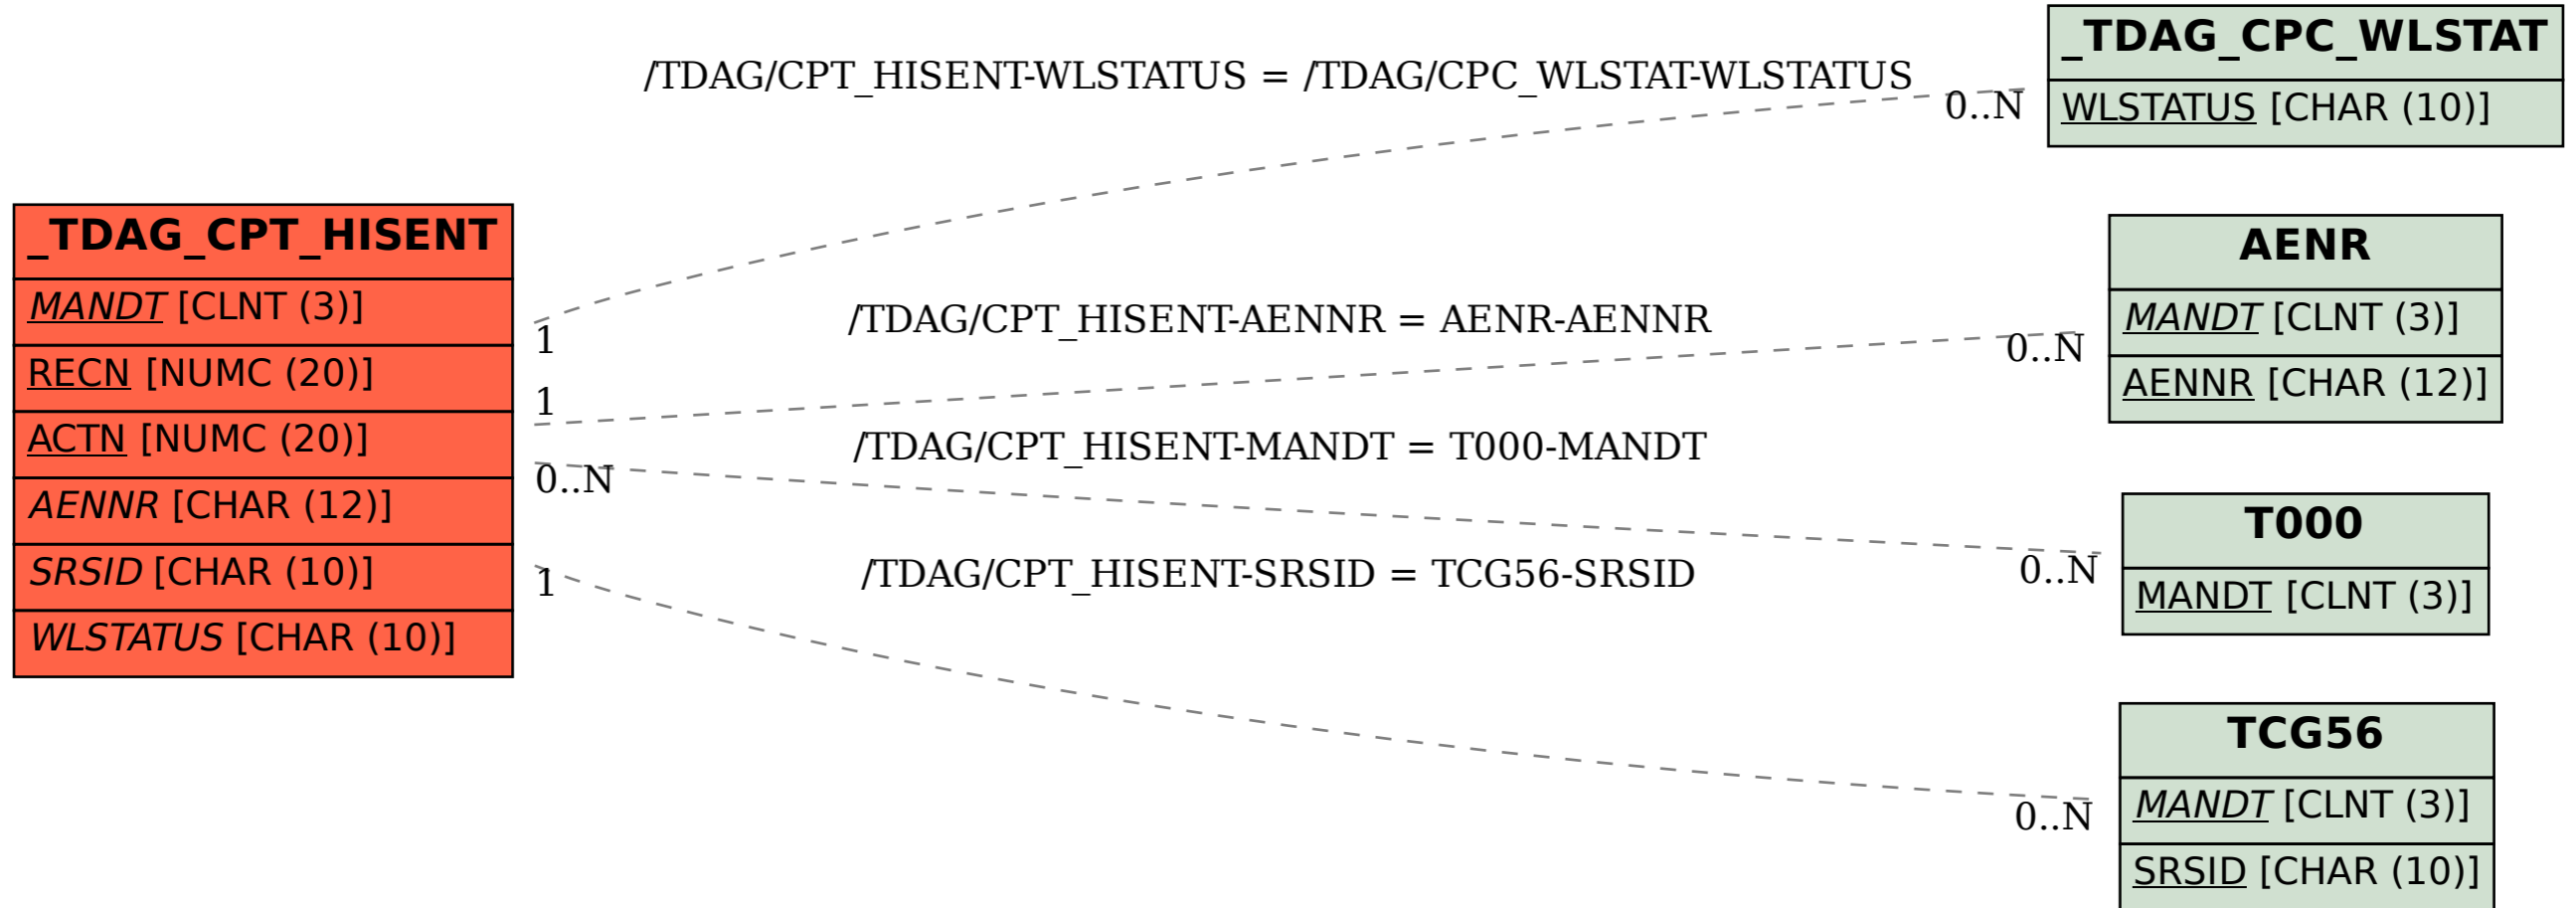 _TDAG_CPT_HISENT
MANDT [CLNT (3)]
RECN [NUMC (20)]
ACTN [NUMC (20)]
AENNR [CHAR (12)]
SRSID [CHAR (10)]
WLSTATUS [CHAR (10)]
/TDAG/CPT_HISENT-WLSTATUS = /TDAG/CPC_WLSTAT-WLSTATUS
0..N
1
/TDAG/CPT_HISENT-AENNR = AENR-AENNR
0..N
1
/TDAG/CPT_HISENT-MANDT = T000-MANDT
0..N
0..N
/TDAG/CPT_HISENT-SRSID = TCG56-SRSID
1
0..N
_TDAG_CPC_WLSTAT
WLSTATUS [CHAR (10)]
AENR
MANDT [CLNT (3)]
AENNR [CHAR (12)]
T000
MANDT [CLNT (3)]
TCG56
MANDT [CLNT (3)]
SRSID [CHAR (10)]